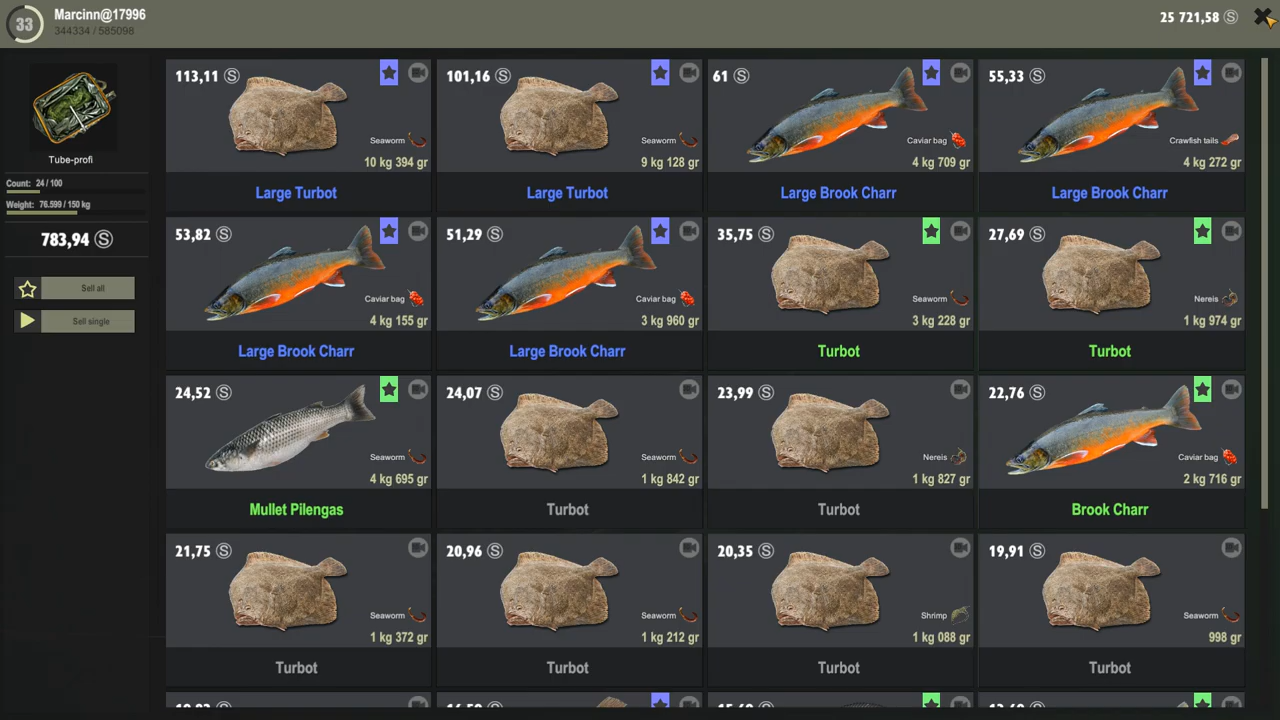 33
Marcinn@17996
344334 / 585098
25 721,58 S
Tube-profi
Count: 24 / 100
Weight: 76.599 / 150 kg
783,94 S
Sell all
Sell single
113,11 S
Seaworm
10 kg 394 gr
Large Turbot
101,16 S
Seaworm
9 kg 128 gr
Large Turbot
61 S
Caviar bag
4 kg 709 gr
Large Brook Charr
55,33 S
Crawfish tails
4 kg 272 gr
Large Brook Charr
53,82 S
Caviar bag
4 kg 155 gr
Large Brook Charr
51,29 S
Caviar bag
3 kg 960 gr
Large Brook Charr
35,75 S
Seaworm
3 kg 228 gr
Turbot
27,69 S
Nereis
1 kg 974 gr
Turbot
24,52 S
Seaworm
4 kg 695 gr
Mullet Pilengas
24,07 S
Seaworm
1 kg 842 gr
Turbot
23,99 S
Nereis
1 kg 827 gr
Turbot
22,76 S
Caviar bag
2 kg 716 gr
Brook Charr
21,75 S
Seaworm
1 kg 372 gr
Turbot
20,96 S
Seaworm
1 kg 212 gr
Turbot
20,35 S
Shrimp
1 kg 088 gr
Turbot
19,91 S
Seaworm
998 gr
Turbot